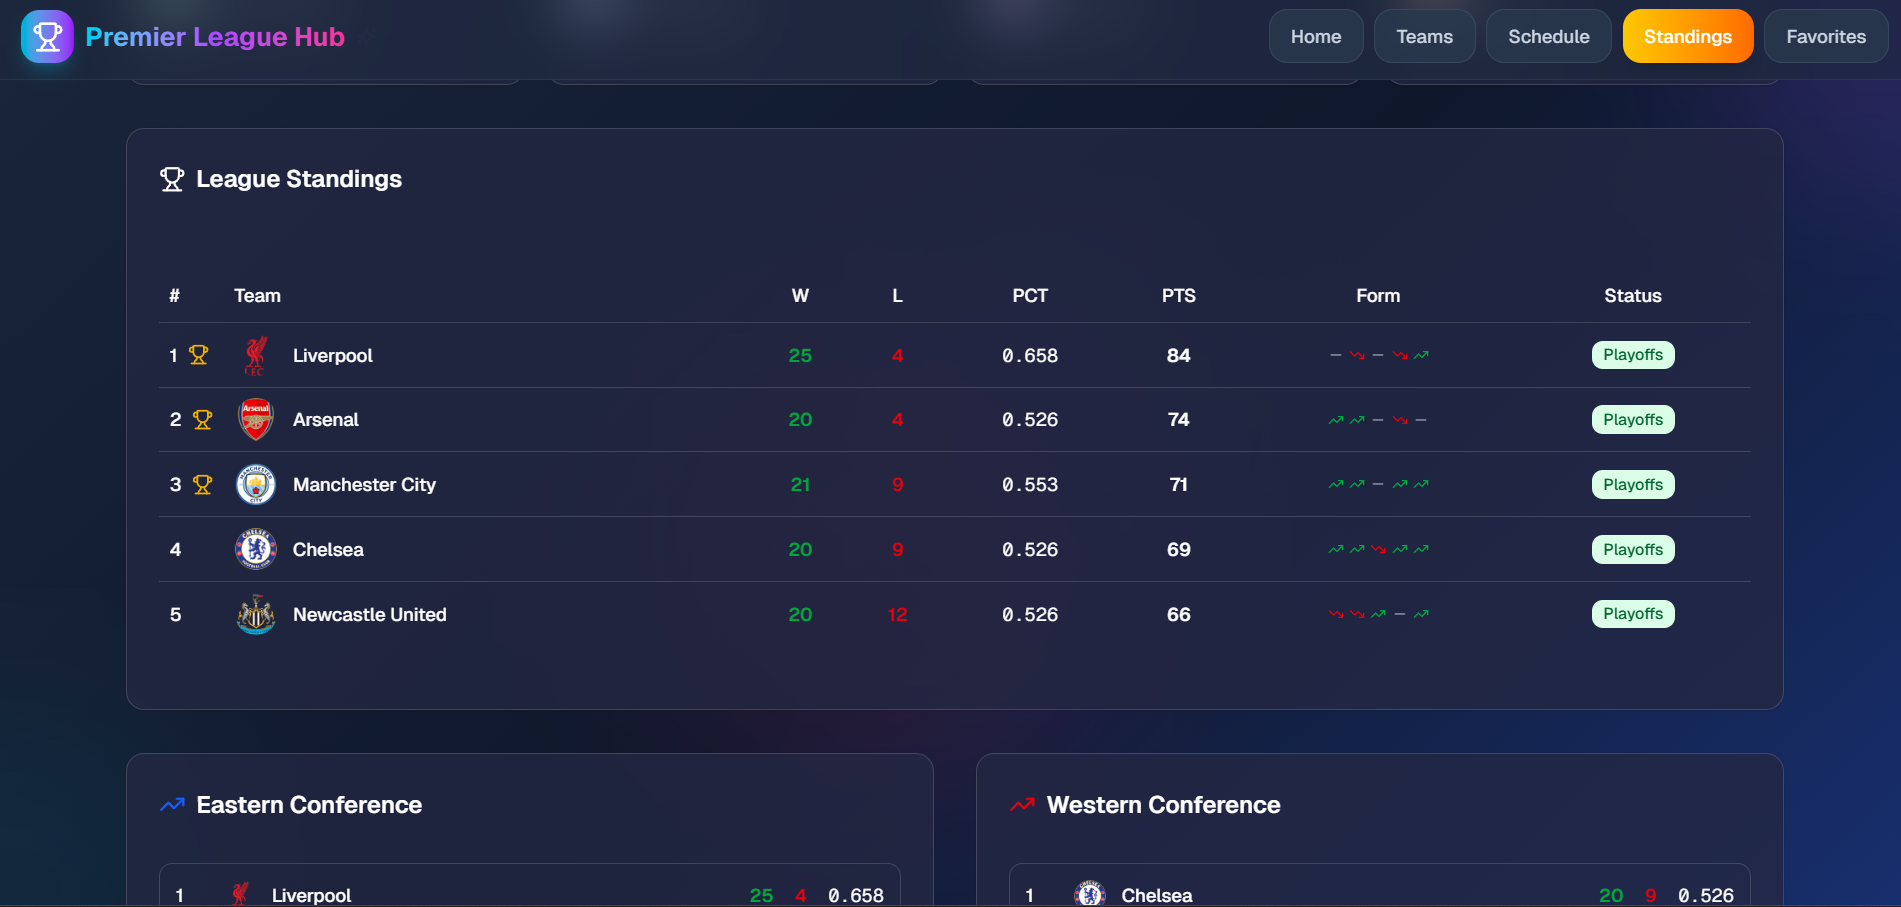 Premier League Hub
Home Teams Schedule Standings Favorites
League Standings
# Team W L PCT PTS Form Status
1 Liverpool 25 4 0.658 84 Playoffs
2 Arsenal 20 4 0.526 74 Playoffs
3 Manchester City 21 9 0.553 71 Playoffs
4 Chelsea 20 9 0.526 69 Playoffs
5 Newcastle United 20 12 0.526 66 Playoffs
Eastern Conference
Western Conference
1 Liverpool 25 4 0.658
1 Chelsea 20 9 0.526